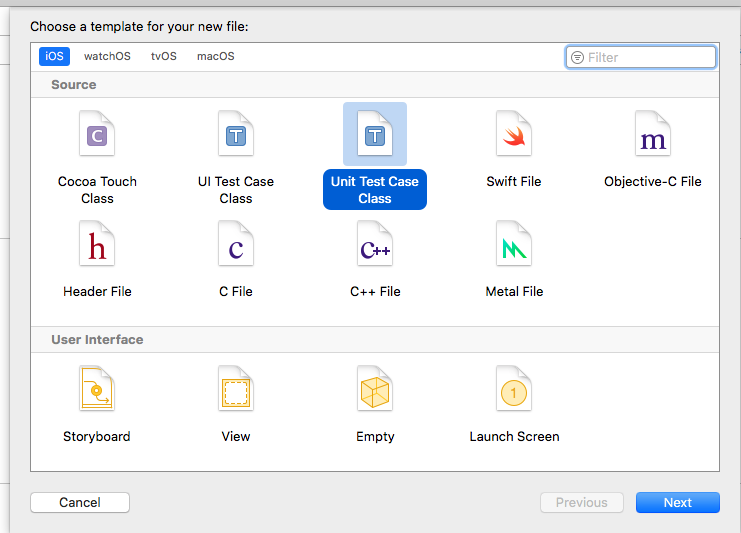 Choose a template for your new file:
iOS watchOS tvOS macOS Filter
Source
C T T m
Cocoa Touch
Class
UI Test Case
Class
Unit Test Case
Class
Swift File
Objective-C File
h c C++
Header File C File C++ File Metal File
User Interface
1
Storyboard View Empty Launch Screen
Cancel Previous Next